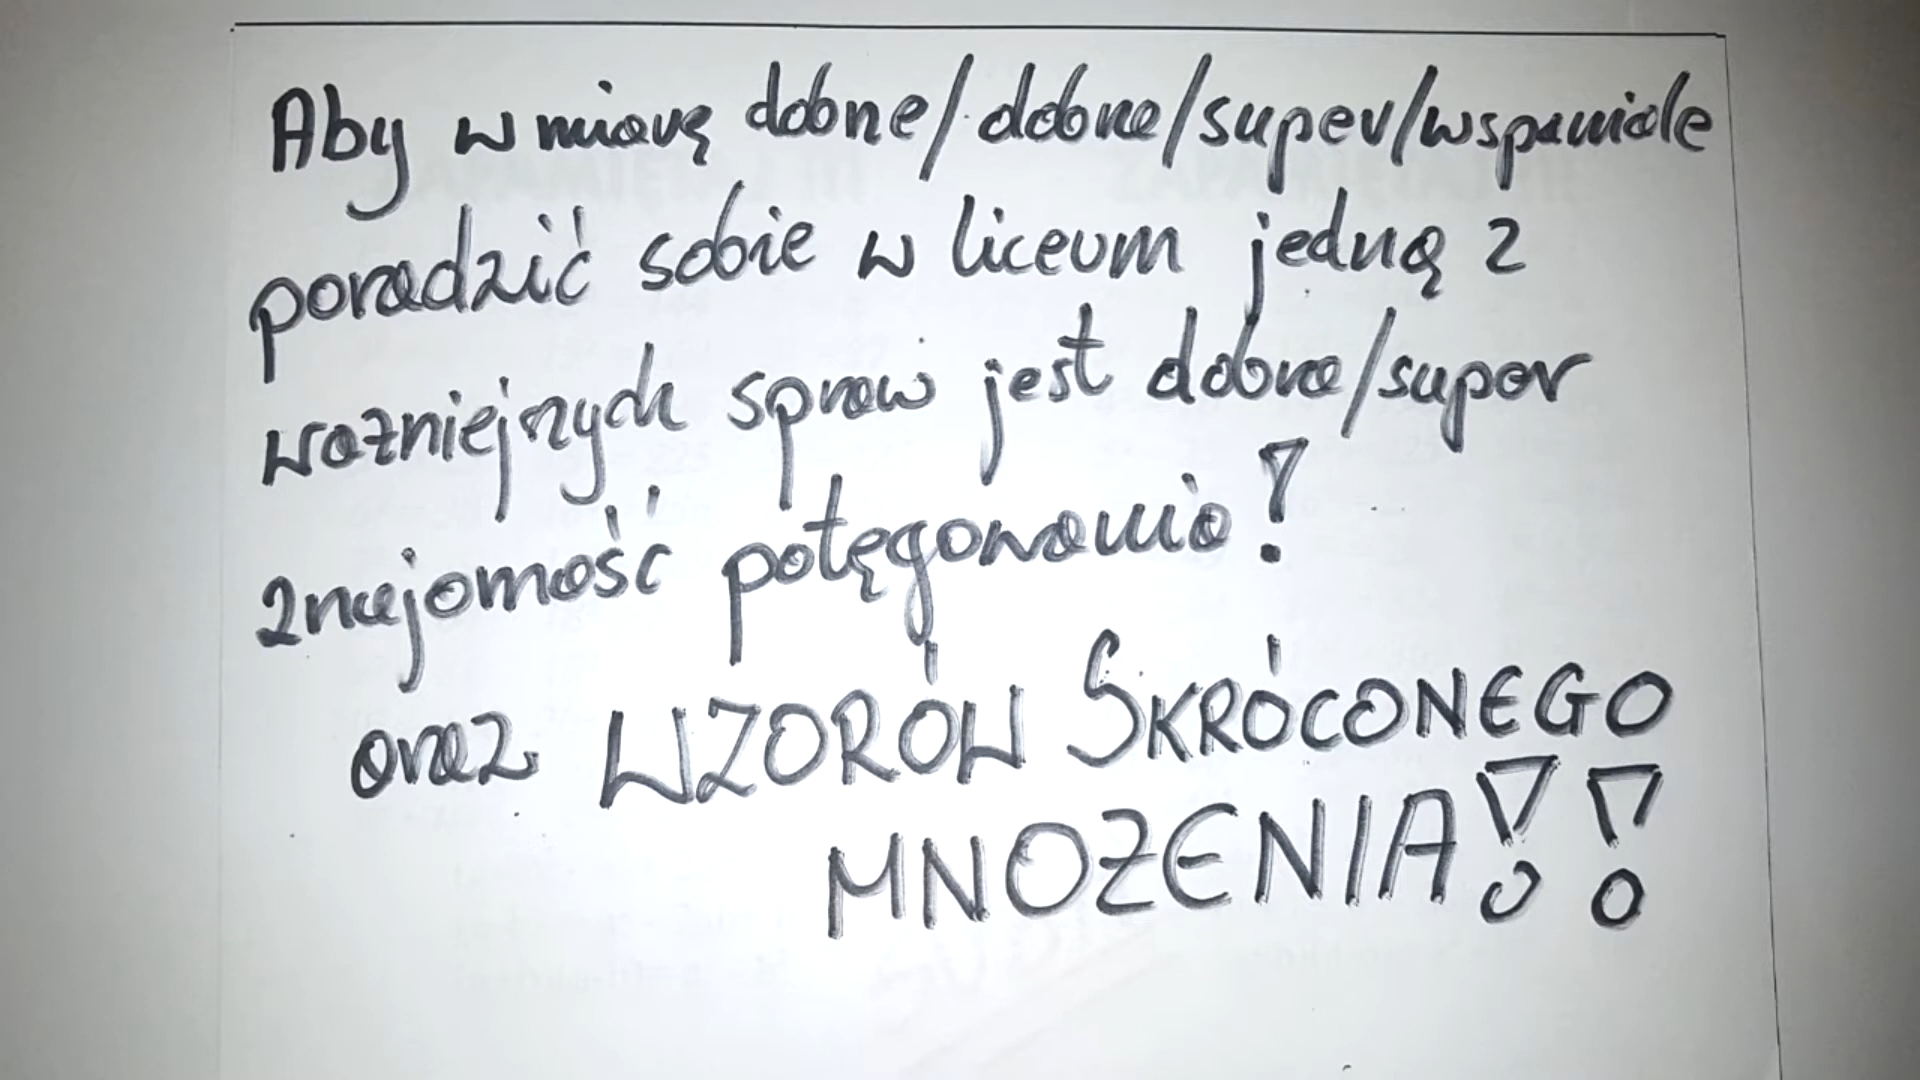 Aby w miarę dobrze/dobrze/super/wspaniale
poradzić sobie w liceum jedną z
ważniejszych spraw jest dobra/super
znajomość potęgowania!
oraz WZORÓW SKRÓCONEGO
MNOŻENIA!!